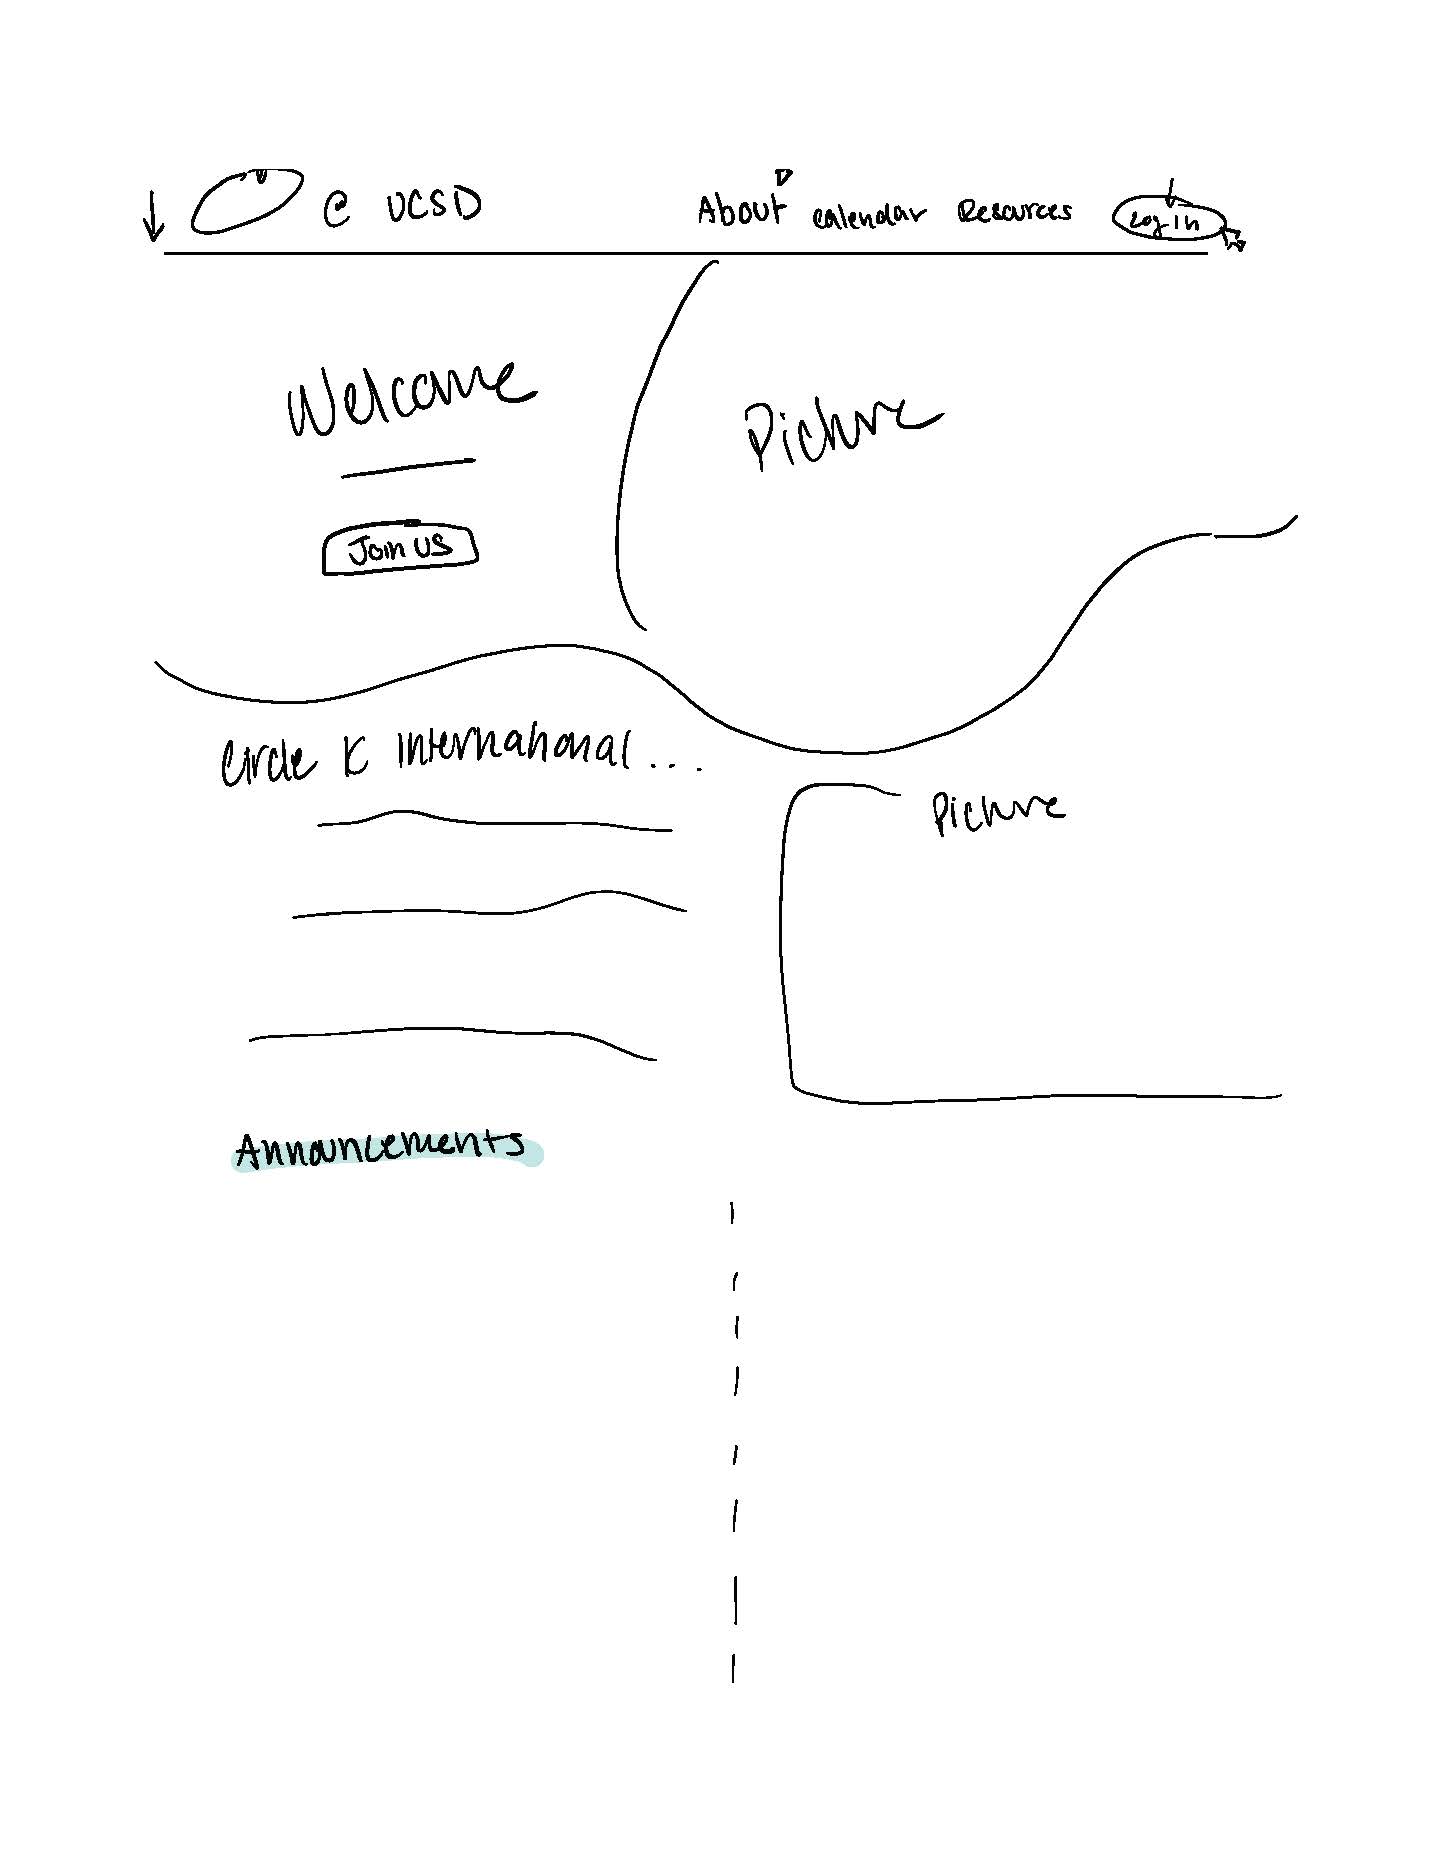 @ UCSD
About calendar Resources Log in
Welcome
Picture
Join US
Circle K International...
Picture
Announcements